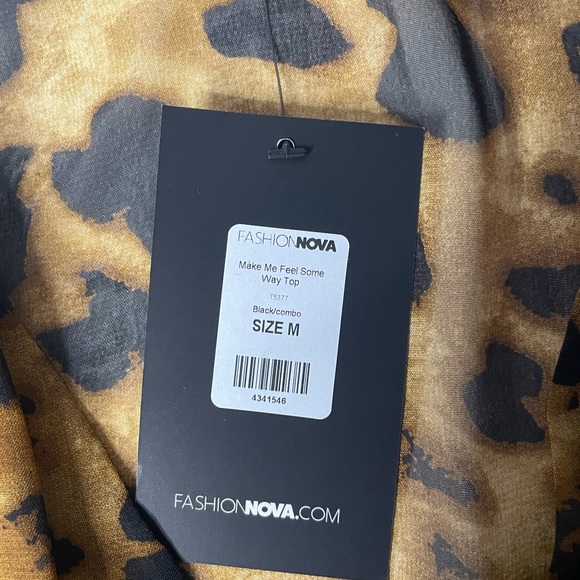 FASHIONNOVA
Make Me Feel Some
Way Top
T5377
Black/combo
SIZE M
4341546
FASHIONNOVA.COM